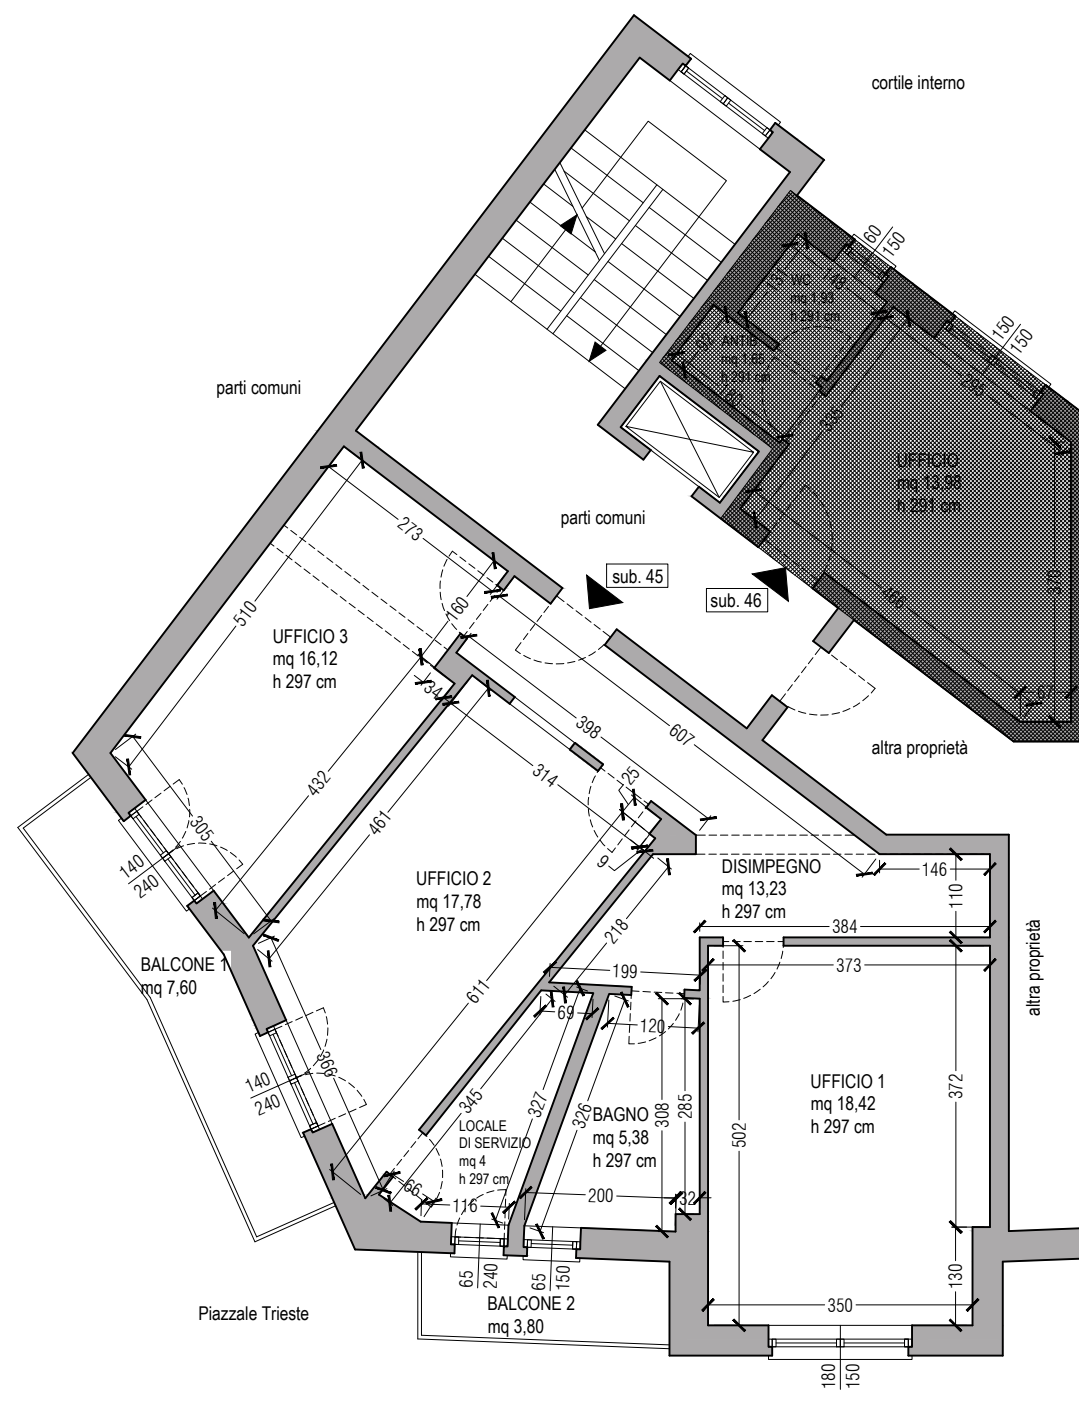 cortile interno
60
150
WC
mq 1,93
h 291 cm
150
150
mq 1,65
h 291 cm
335
295
UFFICIO
mq 13,98
h 291 cm
370
466
67
parti comuni
parti comuni
sub. 45
sub. 46
altra proprietà
altra proprietà
273
160
510
UFFICIO 3
mq 16,12
h 297 cm
34
432
305
140
240
398
607
314
25
9
461
UFFICIO 2
mq 17,78
h 297 cm
DISIMPEGNO
mq 13,23
h 297 cm
146
110
384
373
218
199
BALCONE 1
mq 7,60
611
366
140
240
69
120
345
327
326
LOCALE
DI SERVIZIO
mq 4
h 297 cm
BAGNO
mq 5,38
h 297 cm
308
285
UFFICIO 1
mq 18,42
h 297 cm
502
372
66
116
200
32
130
350
65
240
65
150
BALCONE 2
mq 3,80
Piazzale Trieste
180
150